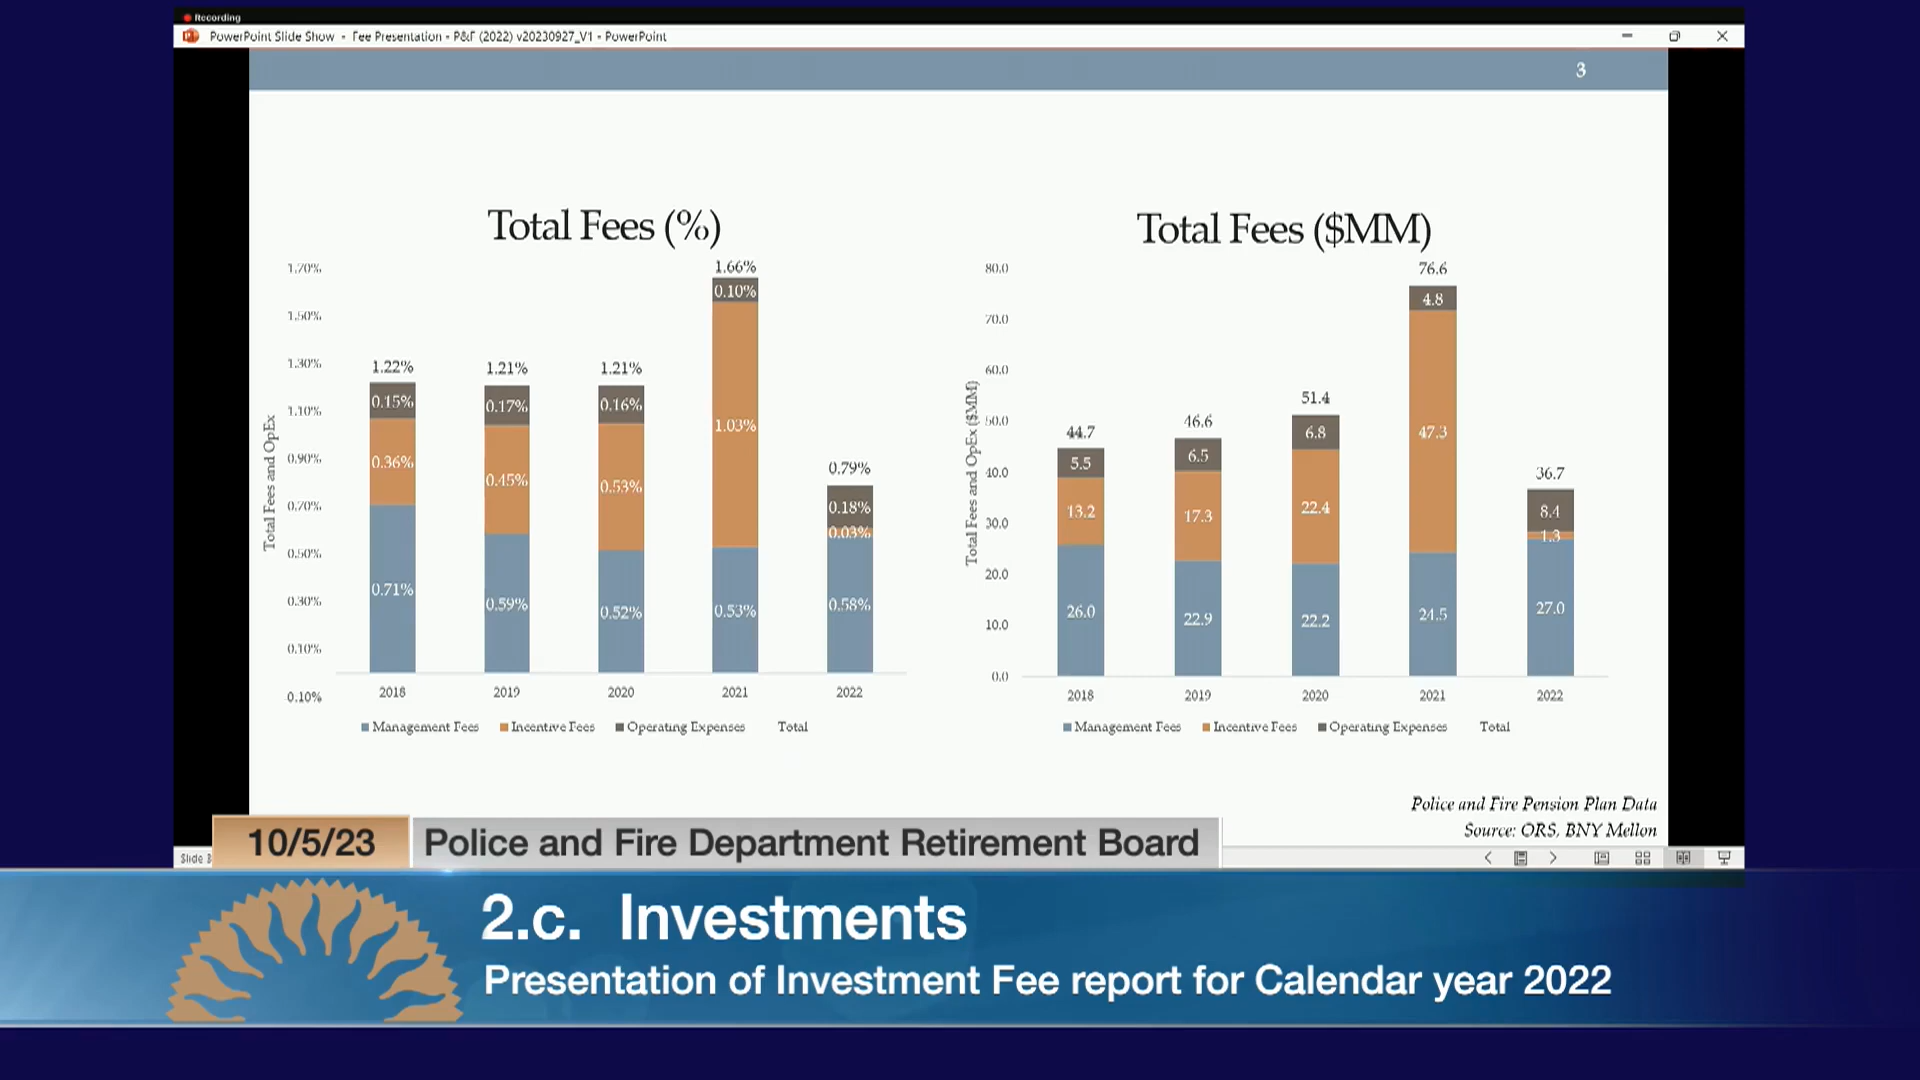 Recording
PowerPoint Slide Show - Fee Presentation - P&F (2022) v20230927_V1 - PowerPoint
3
Total Fees (%)
Total Fees and OpEx
1.70%
1.50%
1.30%
1.10%
0.90%
0.70%
0.50%
0.30%
0.10%
0.10%
1.22% 1.21% 1.21% 1.66% 0.79%
0.15% 0.17% 0.16% 0.10% 0.18%
0.36% 0.45% 0.53% 1.03% 0.03%
0.71% 0.59% 0.52% 0.53% 0.58%
2018 2019 2020 2021 2022
Management Fees Incentive Fees Operating Expenses Total
Total Fees ($MM)
Total Fees and OpEx ($MM)
80.0
70.0
60.0
50.0
40.0
30.0
20.0
10.0
0.0
44.7 46.6 51.4 76.6 36.7
5.5 6.5 6.8 4.8 8.4
13.2 17.3 22.4 47.3 1.3
26.0 22.9 22.2 24.5 27.0
2018 2019 2020 2021 2022
Management Fees Incentive Fees Operating Expenses Total
Police and Fire Pension Plan Data
Source: ORS, BNY Mellon
Slide
10/5/23 Police and Fire Department Retirement Board
2.c. Investments
Presentation of Investment Fee report for Calendar year 2022